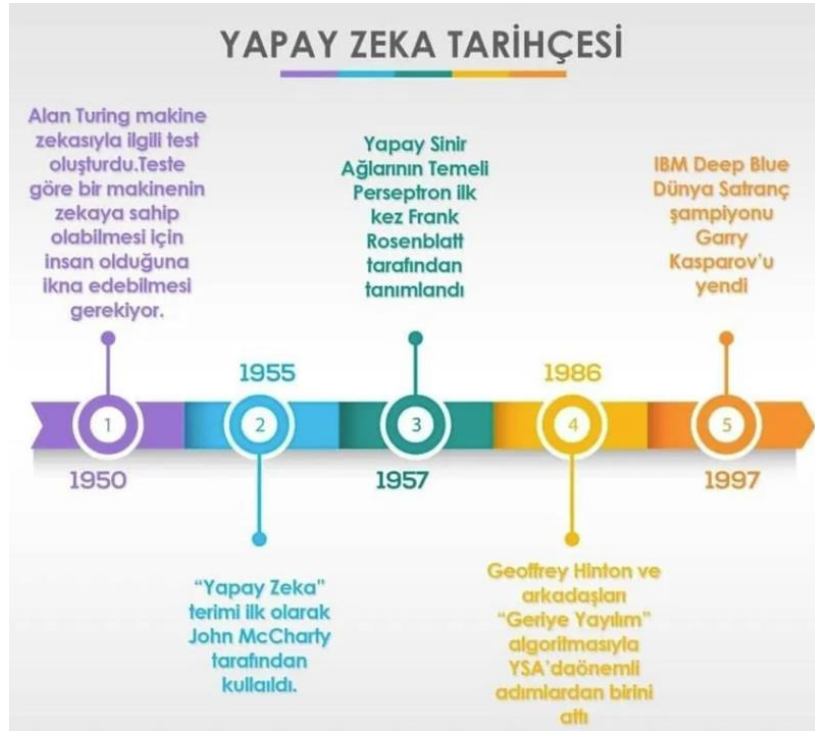 YAPAY ZEKA TARİHÇESİ
Alan Turing makine
zekasıyla ilgili test
oluşturdu.Teste
göre bir makinenin
zekaya sahip
olabilmesi için
insan olduğuna
ikna edebilmesi
gerekiyor.
1
1950
1955
2
"Yapay Zeka"
terimi ilk olarak
John McCharty
tarafından
kullaıldı.
Yapay Sinir
Ağlarının Temeli
Perseptron ilk
kez Frank
Rosenblatt
tarafından
tanımlandı
3
1957
1986
4
Geoffrey Hinton ve
arkadaşları
"Geriye Yayılım"
algoritmasıyla
YSA'daönemli
adımlardan birini
attı
IBM Deep Blue
Dünya Satranç
şampiyonu
Garry
Kasparov'u
yendi
5
1997